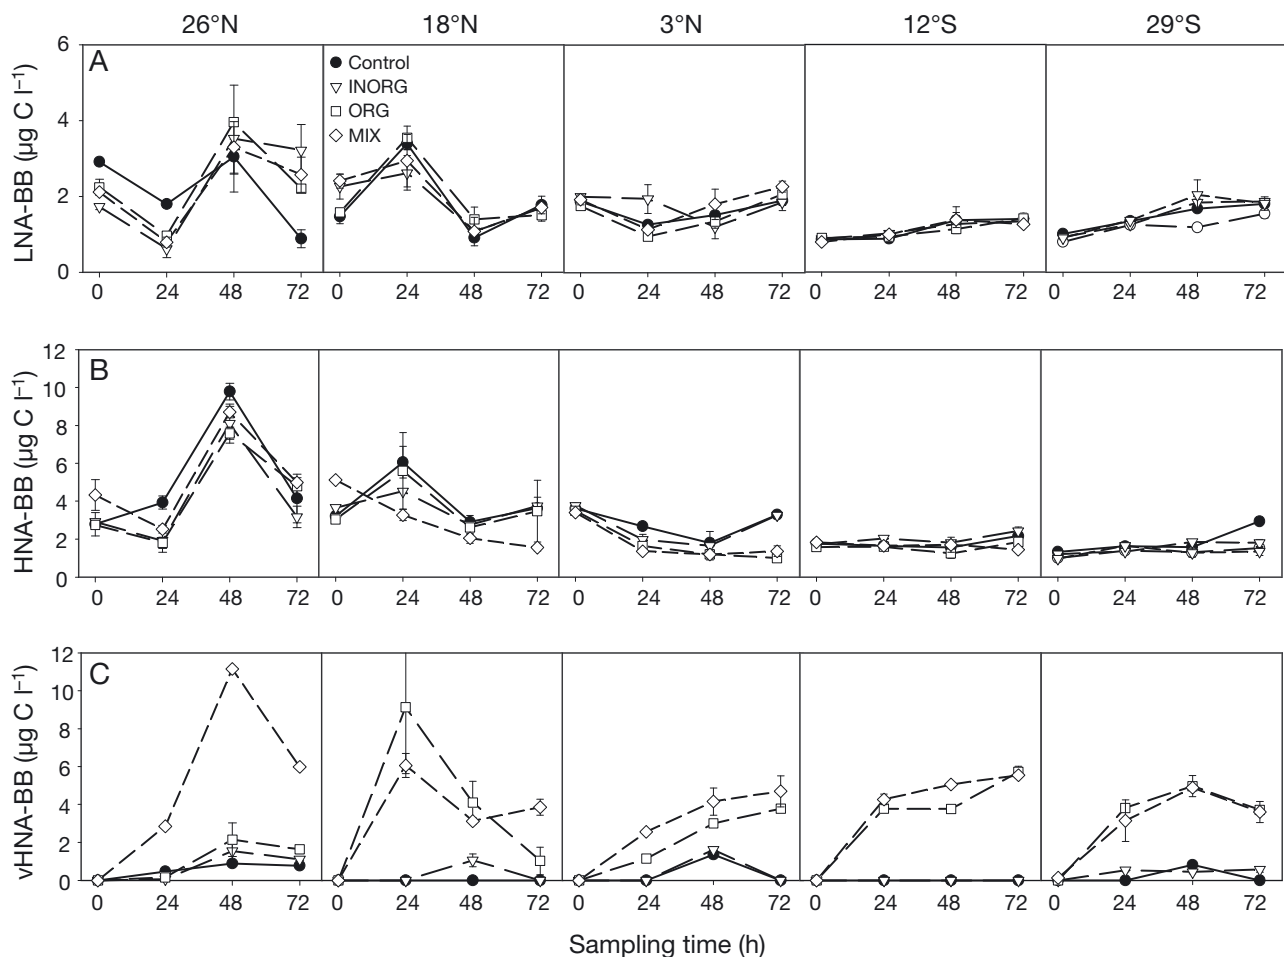 26°N 18°N 3°N 12°S 29°S
A
LNA-BB (µg C l⁻¹)
6
4
2
0
Control
INORG
ORG
MIX
0 24 48 72 0 24 48 72 0 24 48 72 0 24 48 72 0 24 48 72
B
HNA-BB (µg C l⁻¹)
12
10
8
6
4
2
0
0 24 48 72 0 24 48 72 0 24 48 72 0 24 48 72 0 24 48 72
C
vHNA-BB (µg C l⁻¹)
12
10
8
6
4
2
0
0 24 48 72 0 24 48 72 0 24 48 72 0 24 48 72 0 24 48 72
Sampling time (h)